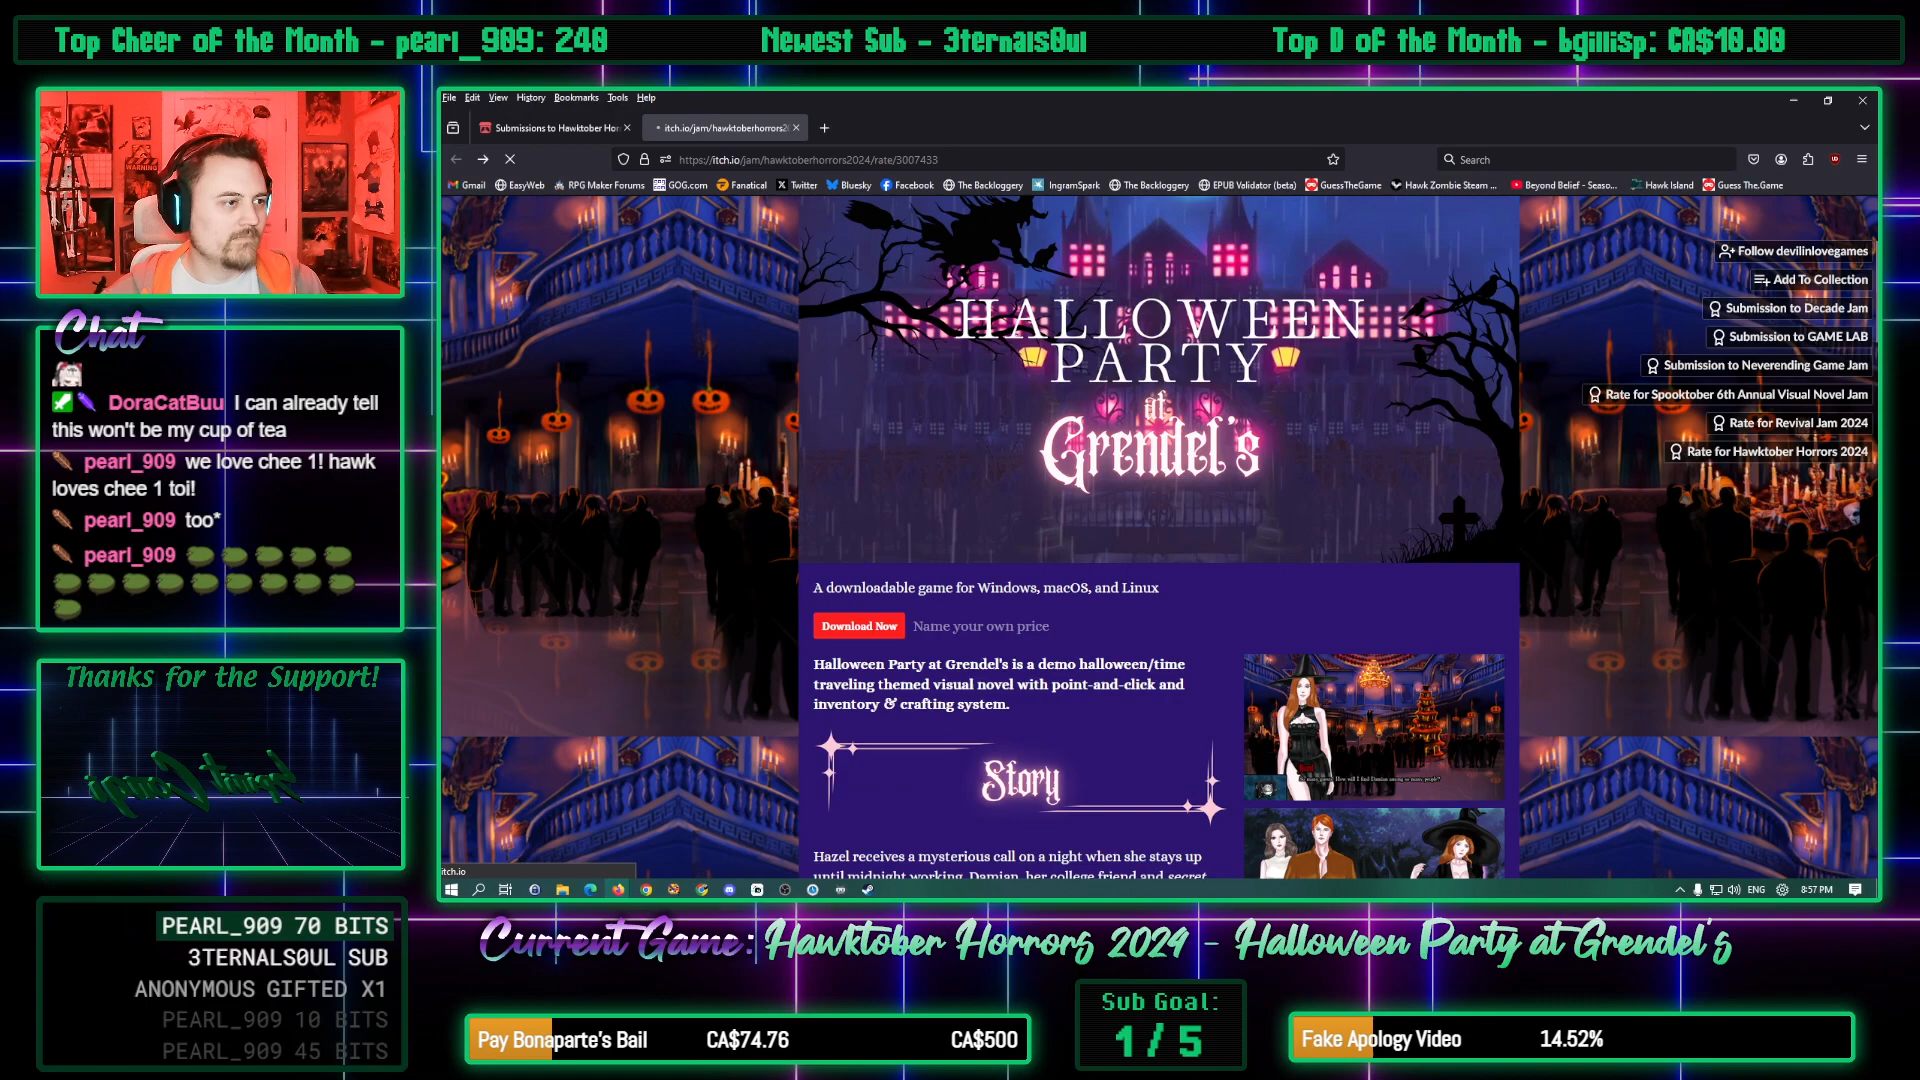 Top Cheer of the Month - pearl_909: 240
Newest Sub - 3ternals0ul
Top D of the Month - bgillisp: CA$10.00
File Edit View History Bookmarks Tools Help
Submissions to Hawktober Hor
itch.io/jam/hawktoberhorrors2
https://itch.io/jam/hawktoberhorrors2024/rate/3007433
Search
Gmail EasyWeb RPG Maker Forums GOG.com Fanatical Twitter Bluesky Facebook The Backloggery IngramSpark The Backloggery EPUB Validator (beta) GuessTheGame Hawk Zombie Steam ... Beyond Belief - Seaso... Hawk Island Guess The.Game
WARNING
Chat
DoraCatBuu I can already tell
this won't be my cup of tea
pearl_909 we love chee 1! hawk
loves chee 1 toi!
pearl_909 too*
pearl_909
HALLOWEEN
PARTY
at
Grendel's
Follow devilinlovegames
Add To Collection
Submission to Decade Jam
Submission to GAME LAB
Submission to Neverending Game Jam
Rate for Spooktober 6th Annual Visual Novel Jam
Rate for Revival Jam 2024
Rate for Hawktober Horrors 2024
A downloadable game for Windows, macOS, and Linux
Download Now Name your own price
Halloween Party at Grendel's is a demo halloween/time
traveling themed visual novel with point-and-click and
inventory & crafting system.
Story
Hazel receives a mysterious call on a night when she stays up
until midnight working. Damian, her college friend and secret
itch.io
ENG 8:57 PM
Thanks for the Support!
PEARL_909 70 BITS
3TERNALS0UL SUB
ANONYMOUS GIFTED X1
PEARL_909 10 BITS
PEARL_909 45 BITS
Current Game: Hawktober Horrors 2024 - Halloween Party at Grendel's
Pay Bonaparte's Bail CA$74.76 CA$500
Sub Goal:
1 / 5
Fake Apology Video 14.52%